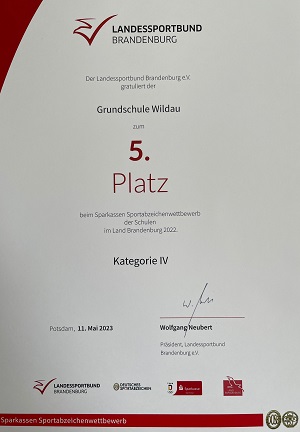 LANDESSPORTBUND
BRANDENBURG
Der Landessportbund Brandenburg e.V.
gratuliert der
Grundschule Wildau
zum
5.
Platz
beim Sparkassen Sportabzeichenwettbewerb
der Schulen
im Land Brandenburg 2022.
Kategorie IV
Potsdam, 11. Mai 2023
Wolfgang Neubert
Präsident, Landessportbund
Brandenburg e.V.
LANDESSPORTBUND
BRANDENBURG
DEUTSCHES
SPORTABZEICHEN
Sparkasse
Sparkassen Sportabzeichenwettbewerb